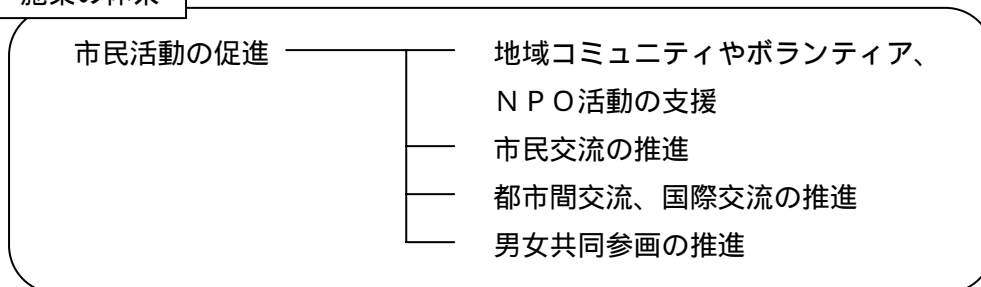 施策の体系
市民活動の促進
地域コミュニティやボランティア、
ＮＰＯ活動の支援
市民交流の推進
都市間交流、国際交流の推進
男女共同参画の推進